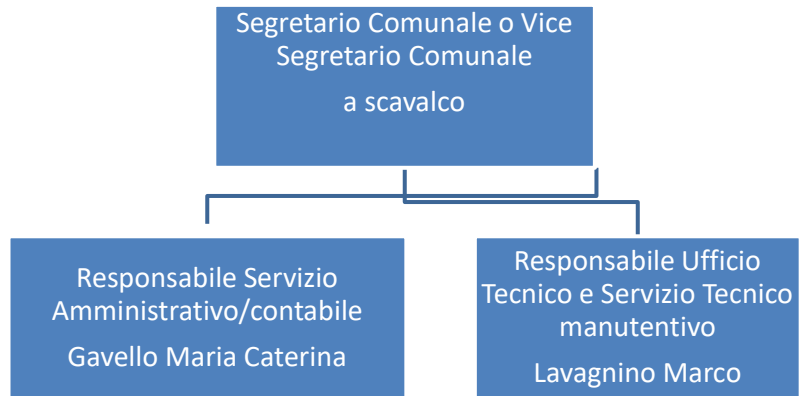 Segretario Comunale o Vice
Segretario Comunale
a scavalco
Responsabile Servizio
Amministrativo/contabile
Gavello Maria Caterina
Responsabile Ufficio
Tecnico e Servizio Tecnico
manutentivo
Lavagnino Marco